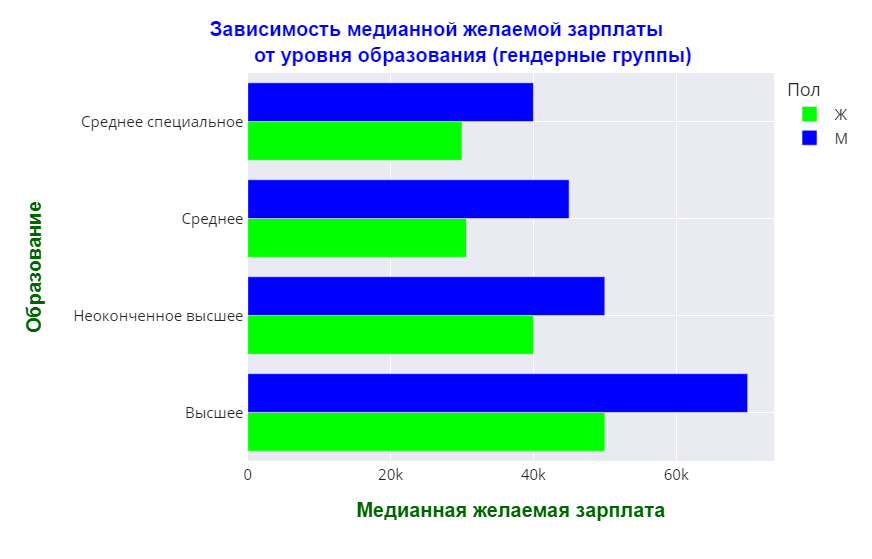 Зависимость медианной желаемой зарплаты
от уровня образования (гендерные группы)
Пол
Ж
М
Среднее специальное
Среднее
Неоконченное высшее
Высшее
Образование
0 20k 40k 60k
Медианная желаемая зарплата